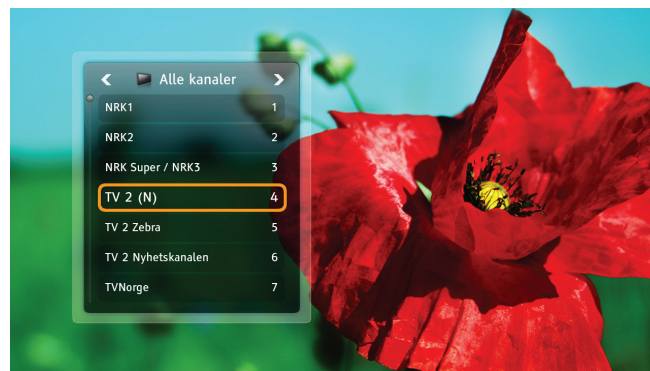 Alle kanaler
NRK1 1
NRK2 2
NRK Super / NRK3 3
TV 2 (N) 4
TV 2 Zebra 5
TV 2 Nyhetskanalen 6
TVNorge 7